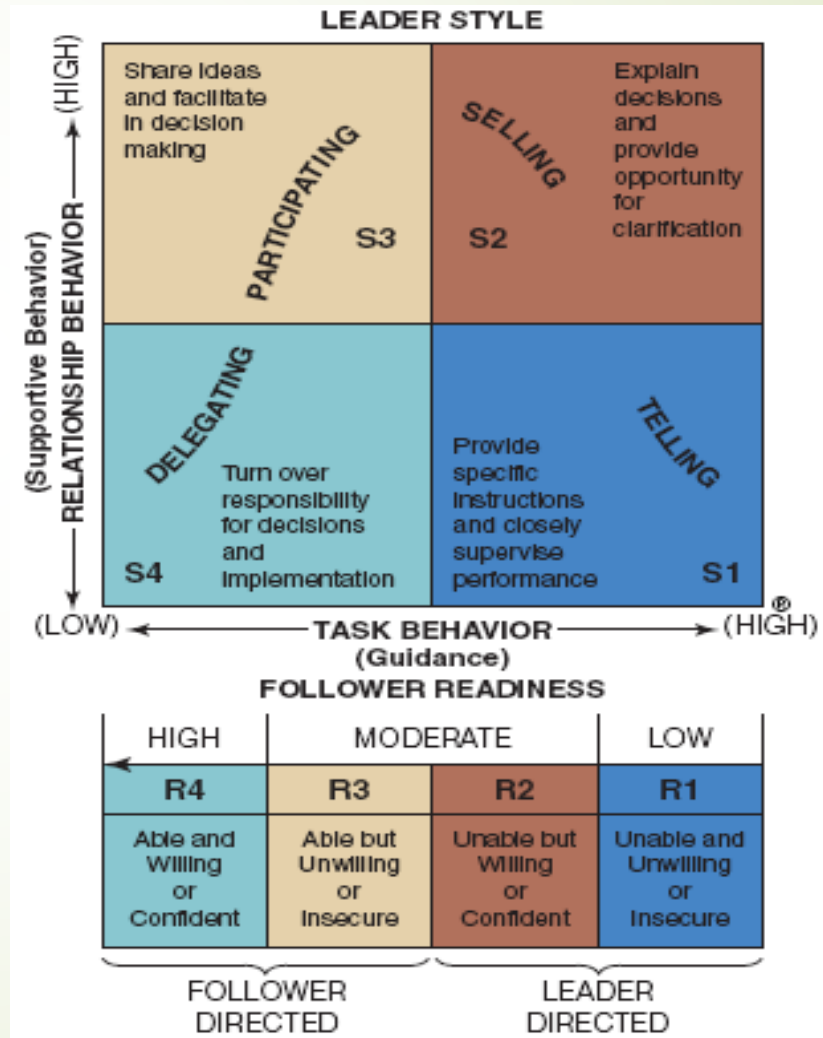 LEADER STYLE
(HIGH)
(Supportive Behavior)
RELATIONSHIP BEHAVIOR
Share ideas
and facilitate
in decision
making
PARTICIPATING
S3
SELLING
S2
Explain
decisions
and
provide
opportunity
for
clarification
DELEGATING
Turn over
responsibility
for decisions
and
implementation
S4
Provide
specific
instructions
and closely
supervise
performance
TELLING
S1
®
(LOW)
TASK BEHAVIOR
(HIGH)
(Guidance)
FOLLOWER READINESS
HIGH
MODERATE
LOW
R4
R3
R2
R1
Able and
Willing
or
Confident
Able but
Unwilling
or
Insecure
Unable but
Willing
or
Confident
Unable and
Unwilling
or
Insecure
FOLLOWER
DIRECTED
LEADER
DIRECTED